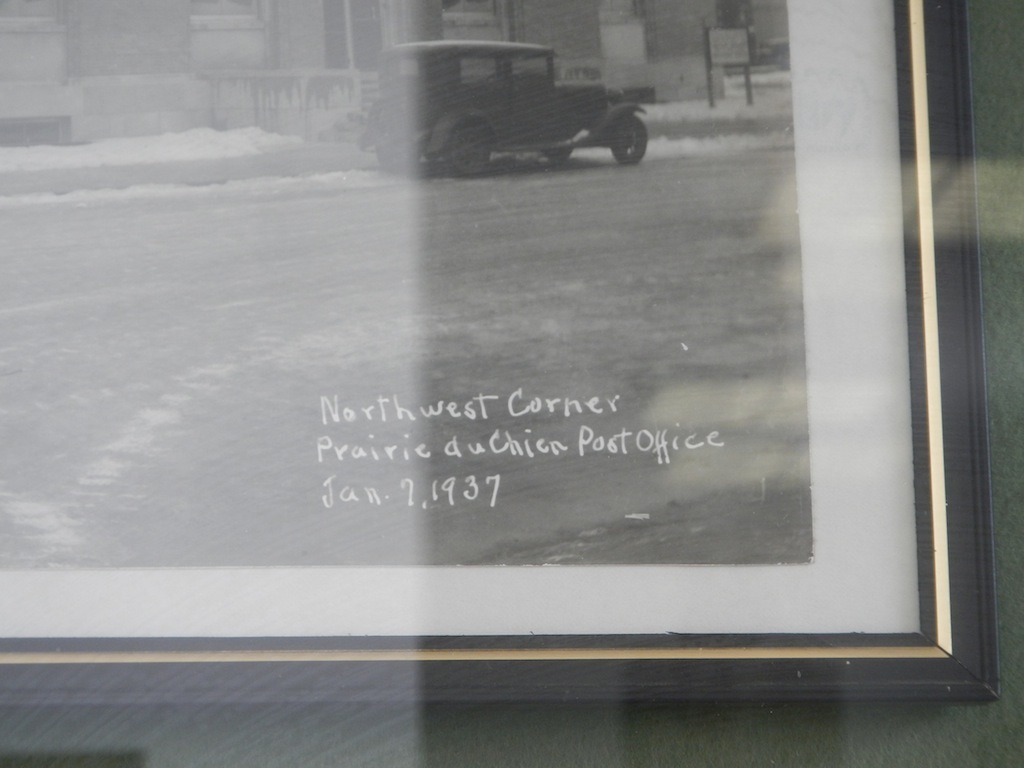 Northwest Corner
Prairie du Chien Post Office
Jan. 7, 1937